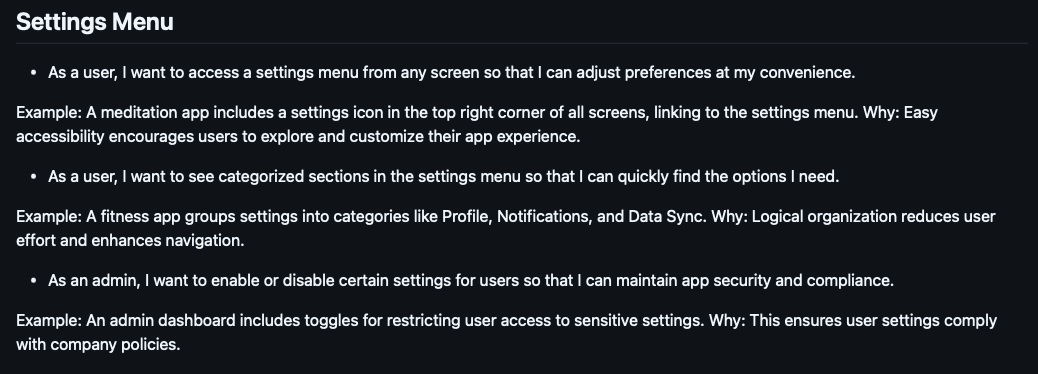 Settings Menu
• As a user, I want to access a settings menu from any screen so that I can adjust preferences at my convenience.
Example: A meditation app includes a settings icon in the top right corner of all screens, linking to the settings menu. Why: Easy
accessibility encourages users to explore and customize their app experience.
• As a user, I want to see categorized sections in the settings menu so that I can quickly find the options I need.
Example: A fitness app groups settings into categories like Profile, Notifications, and Data Sync. Why: Logical organization reduces user
effort and enhances navigation.
• As an admin, I want to enable or disable certain settings for users so that I can maintain app security and compliance.
Example: An admin dashboard includes toggles for restricting user access to sensitive settings. Why: This ensures user settings comply
with company policies.